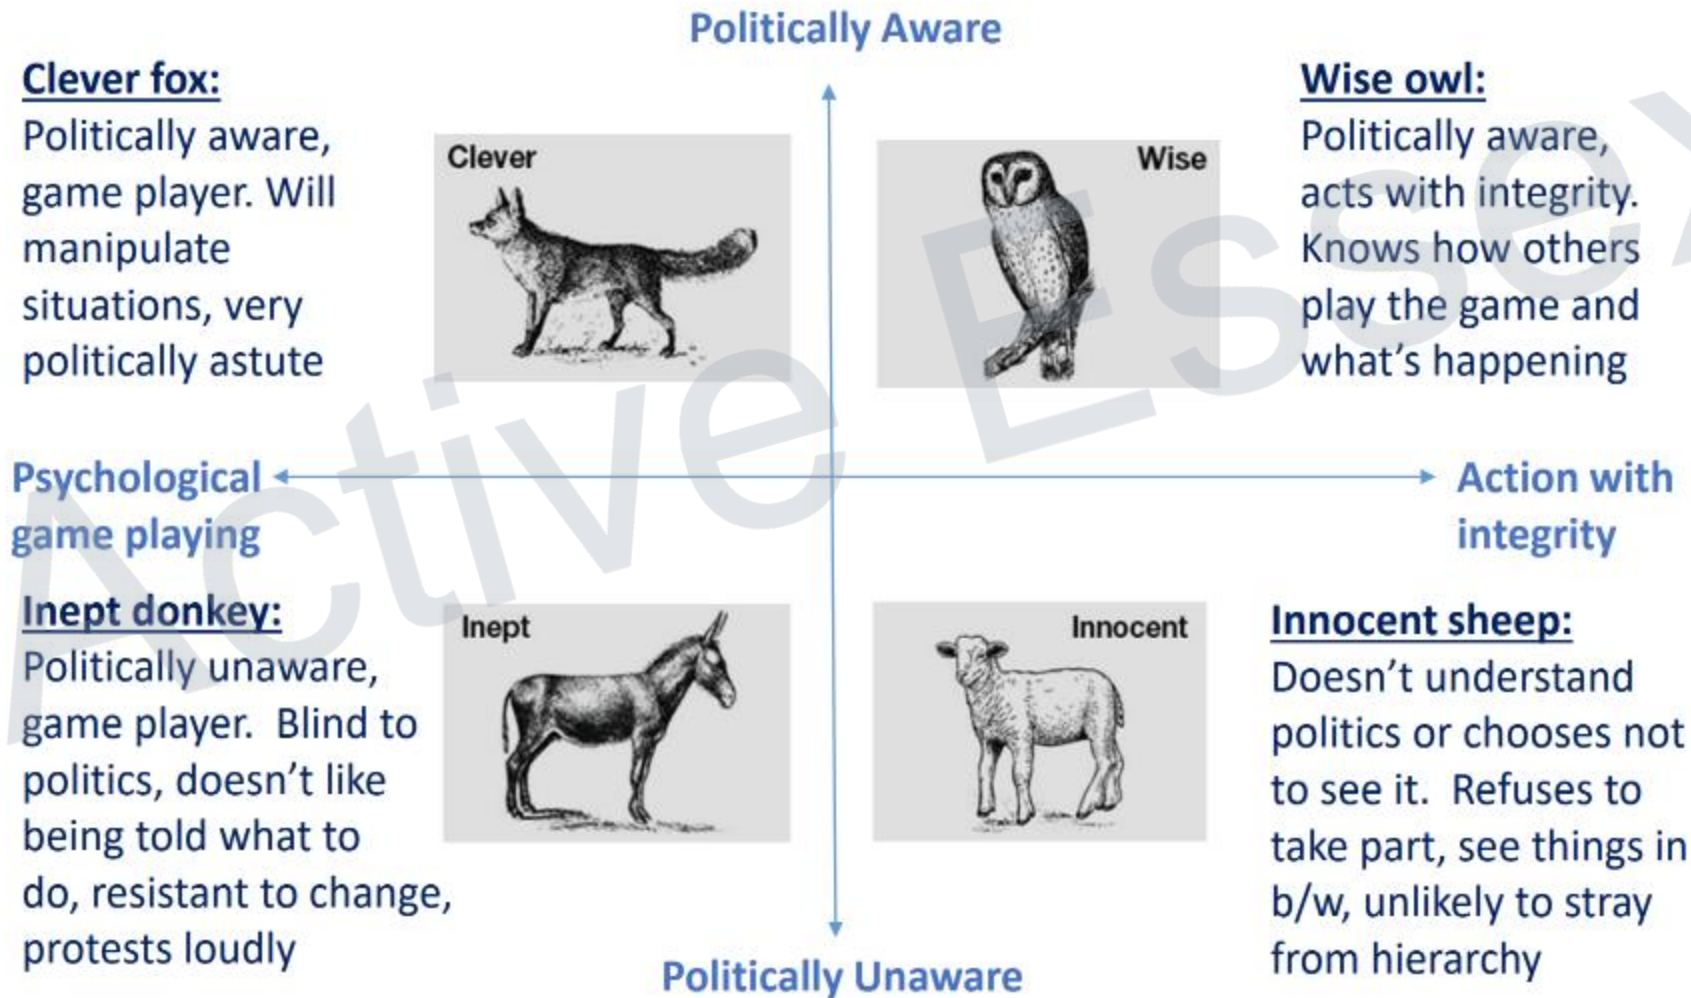 Politically Aware
Clever fox:
Politically aware,
game player. Will
manipulate
situations, very
politically astute
Clever
Wise
Wise owl:
Politically aware,
acts with integrity.
Knows how others
play the game and
what's happening
Psychological
game playing
Action with
integrity
Inept donkey:
Politically unaware,
game player.  Blind to
politics, doesn't like
being told what to
do, resistant to change,
protests loudly
Inept
Innocent
Innocent sheep:
Doesn't understand
politics or chooses not
to see it.  Refuses to
take part, see things in
b/w, unlikely to stray
from hierarchy
Politically Unaware
Active Essex